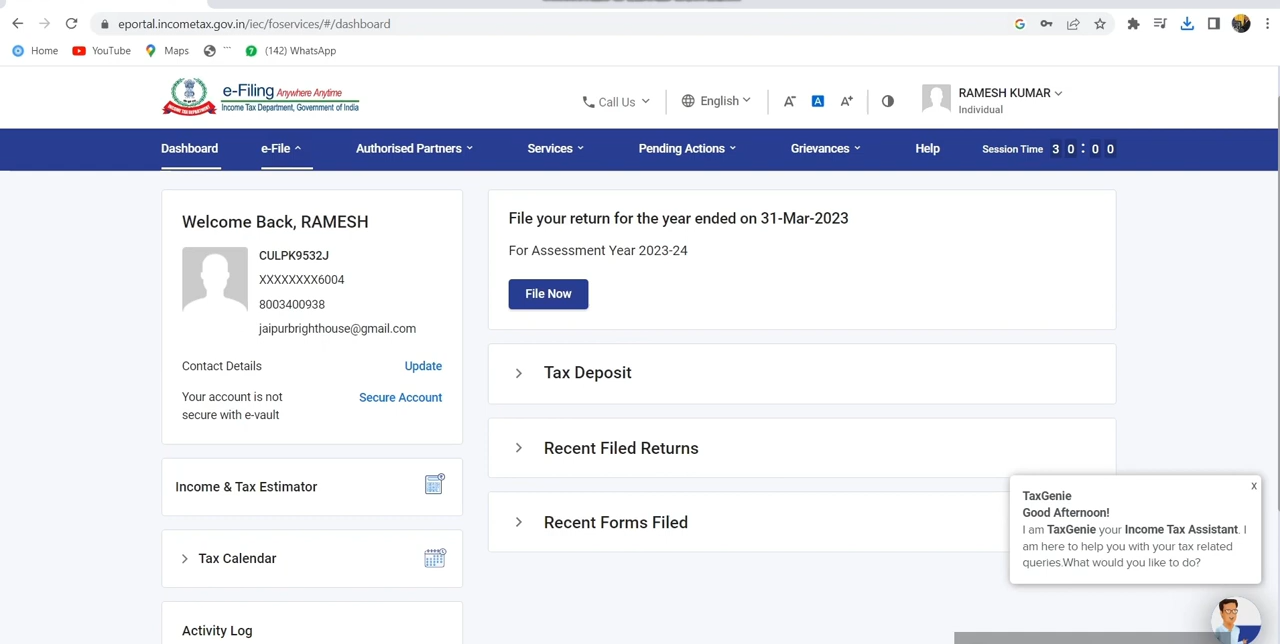 eportal.incometax.gov.in/iec/foservices/#/dashboard
Home YouTube Maps (142) WhatsApp
e-Filing Anywhere Anytime
Income Tax Department, Government of India
Call Us English A- A A+ RAMESH KUMAR
Individual
Dashboard e-File Authorised Partners Services Pending Actions Grievances Help Session Time 3 0 : 0 0
Welcome Back, RAMESH
CULPK9532J
XXXXXXXX6004
8003400938
jaipurbrighthouse@gmail.com
Contact Details Update
Your account is not
secure with e-vault
Secure Account
Income & Tax Estimator
Tax Calendar
Activity Log
File your return for the year ended on 31-Mar-2023
For Assessment Year 2023-24
File Now
Tax Deposit
Recent Filed Returns
Recent Forms Filed
x
TaxGenie
Good Afternoon!
I am TaxGenie your Income Tax Assistant. I
am here to help you with your tax related
queries.What would you like to do?